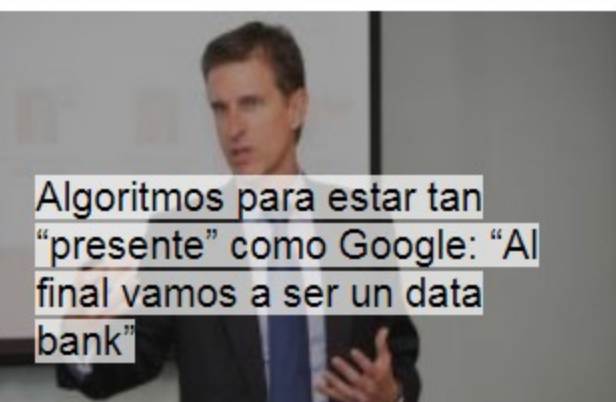 Algoritmos para estar tan
“presente” como Google: “Al
final vamos a ser un data
bank”